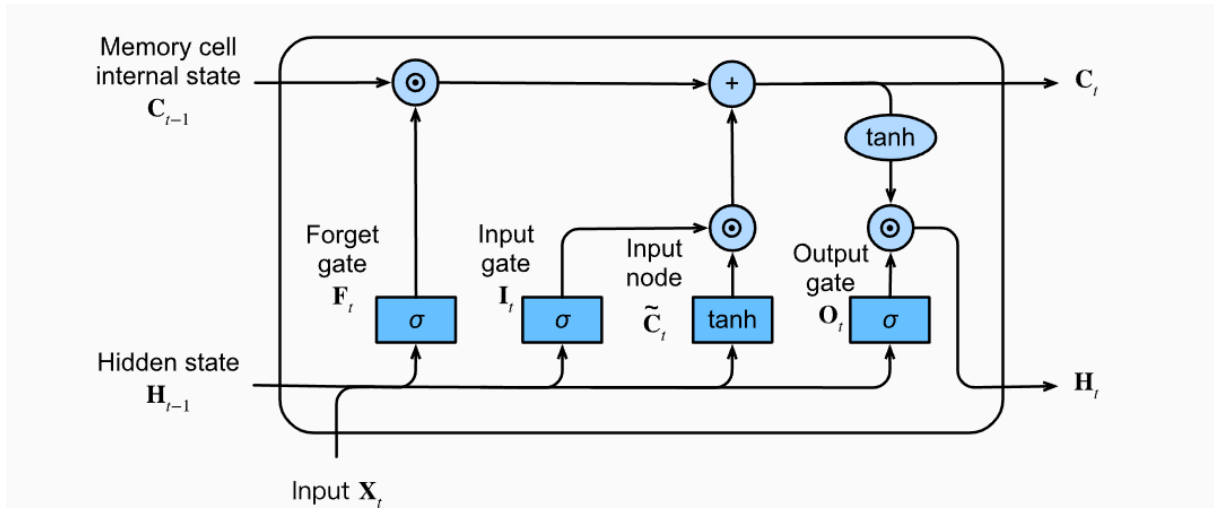 Memory cell
internal state
C_{t−1}
⊙
+
C_t
tanh
Forget
gate
F_t
Input
gate
I_t
Input
node
C̃_t
⊙
Output
gate
O_t
⊙
σ
σ
tanh
σ
Hidden state
H_{t−1}
H_t
Input X_t